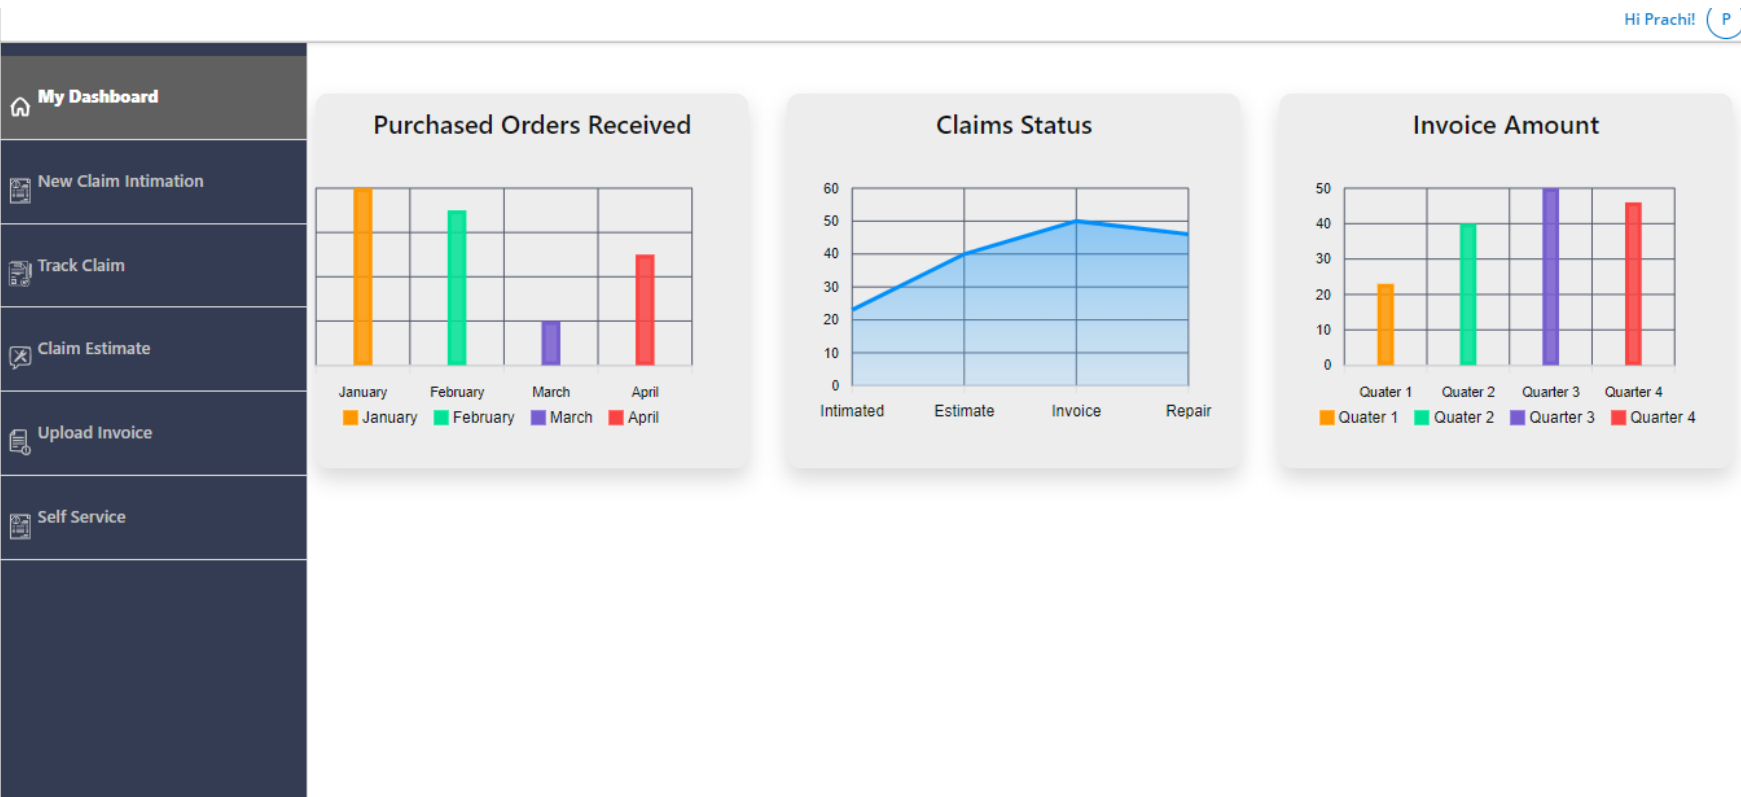 Hi Prachi! P
My Dashboard
New Claim Intimation
Track Claim
Claim Estimate
Upload Invoice
Self Service
Purchased Orders Received
January February March April
January February March April
Claims Status
60
50
40
30
20
10
0
Intimated Estimate Invoice Repair
Invoice Amount
50
40
30
20
10
0
Quater 1 Quater 2 Quarter 3 Quarter 4
Quater 1 Quater 2 Quarter 3 Quarter 4